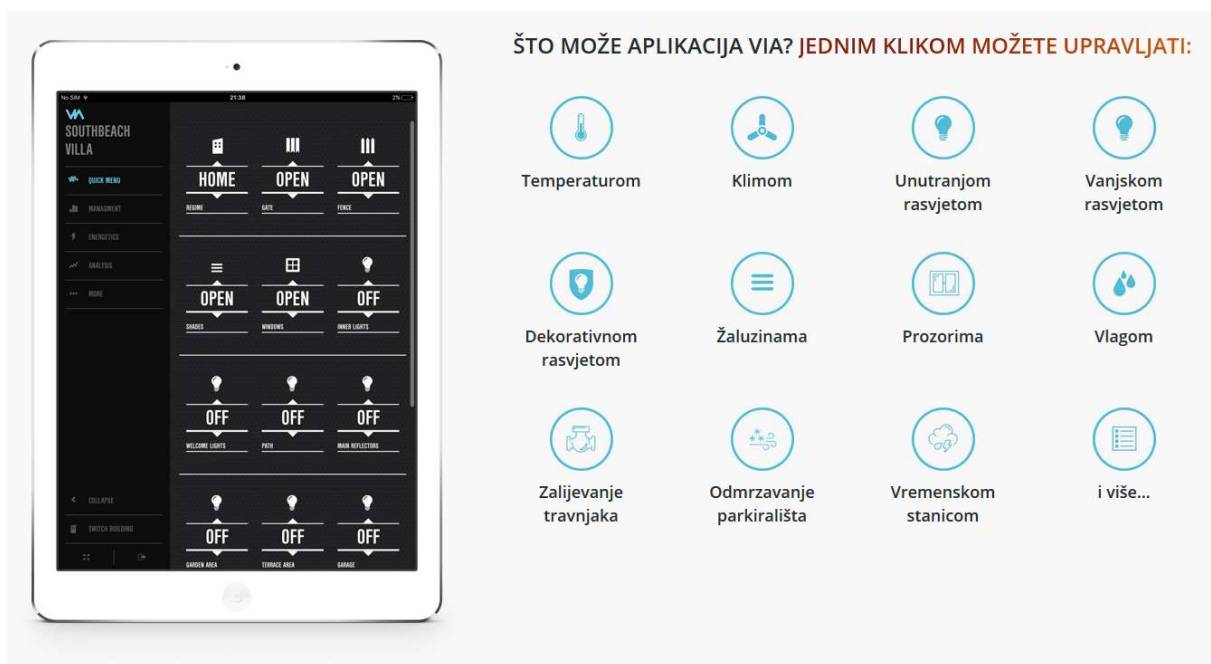 ŠTO MOŽE APLIKACIJA VIA? JEDNIM KLIKOM MOŽETE UPRAVLJATI:
No SIM
21:38
2%
VIA
SOUTHBEACH
VILLA
QUICK MENU
MANAGMENT
ENERGETICS
ANALYSIS
MORE
COLLAPSE
SWITCH BUILDING
HOME OPEN OPEN
REGIME GATE FENCE
OPEN OPEN OFF
SHADES WINDOWS INNER LIGHTS
OFF OFF OFF
WELCOME LIGHTS PATH MAIN REFLECTORS
OFF OFF OFF
GARDEN AREA TERRACE AREA GARAGE
Temperaturom
Klimom
Unutranjom
rasvjetom
Vanjskom
rasvjetom
Dekorativnom
rasvjetom
Žaluzinama
Prozorima
Vlagom
Zalijevanje
travnjaka
Odmrzavanje
parkirališta
Vremenskom
stanicom
i više...